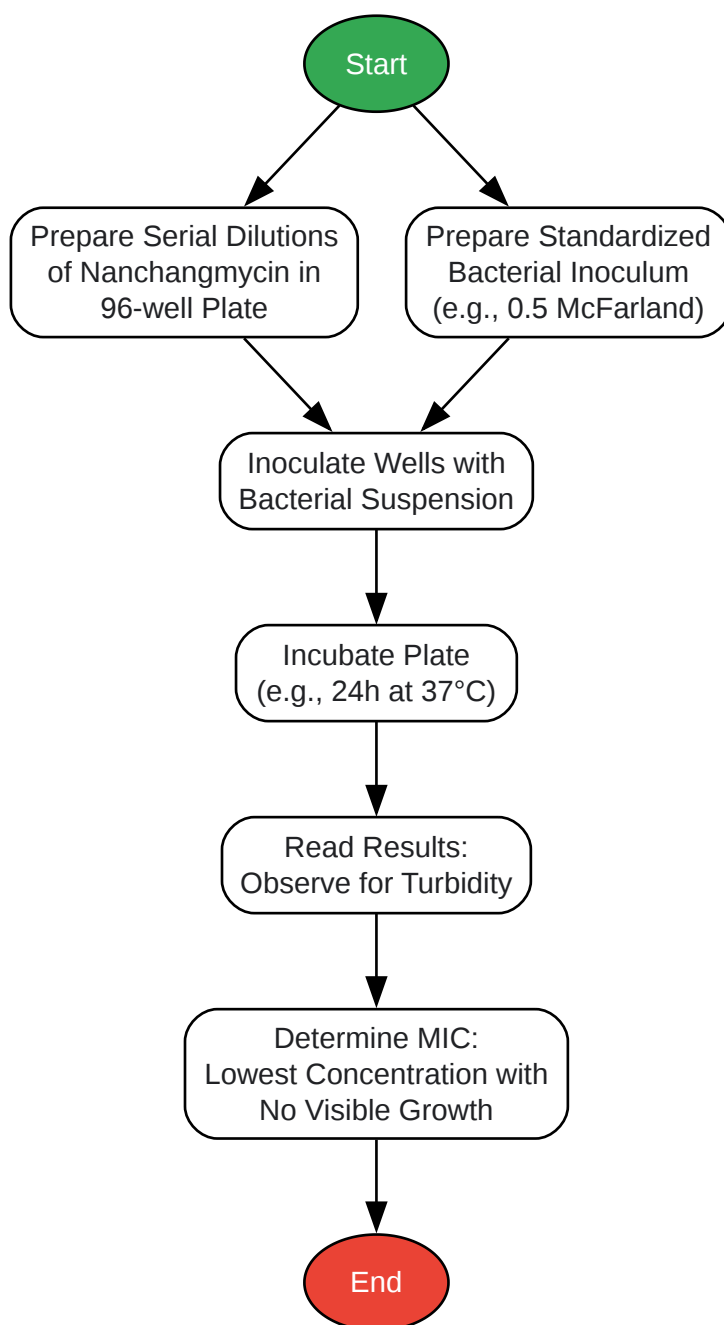 Start
Prepare Serial Dilutions
of Nanchangmycin in
96-well Plate
Prepare Standardized
Bacterial Inoculum
(e.g., 0.5 McFarland)
Inoculate Wells with
Bacterial Suspension
Incubate Plate
(e.g., 24h at 37°C)
Read Results:
Observe for Turbidity
Determine MIC:
Lowest Concentration with
No Visible Growth
End